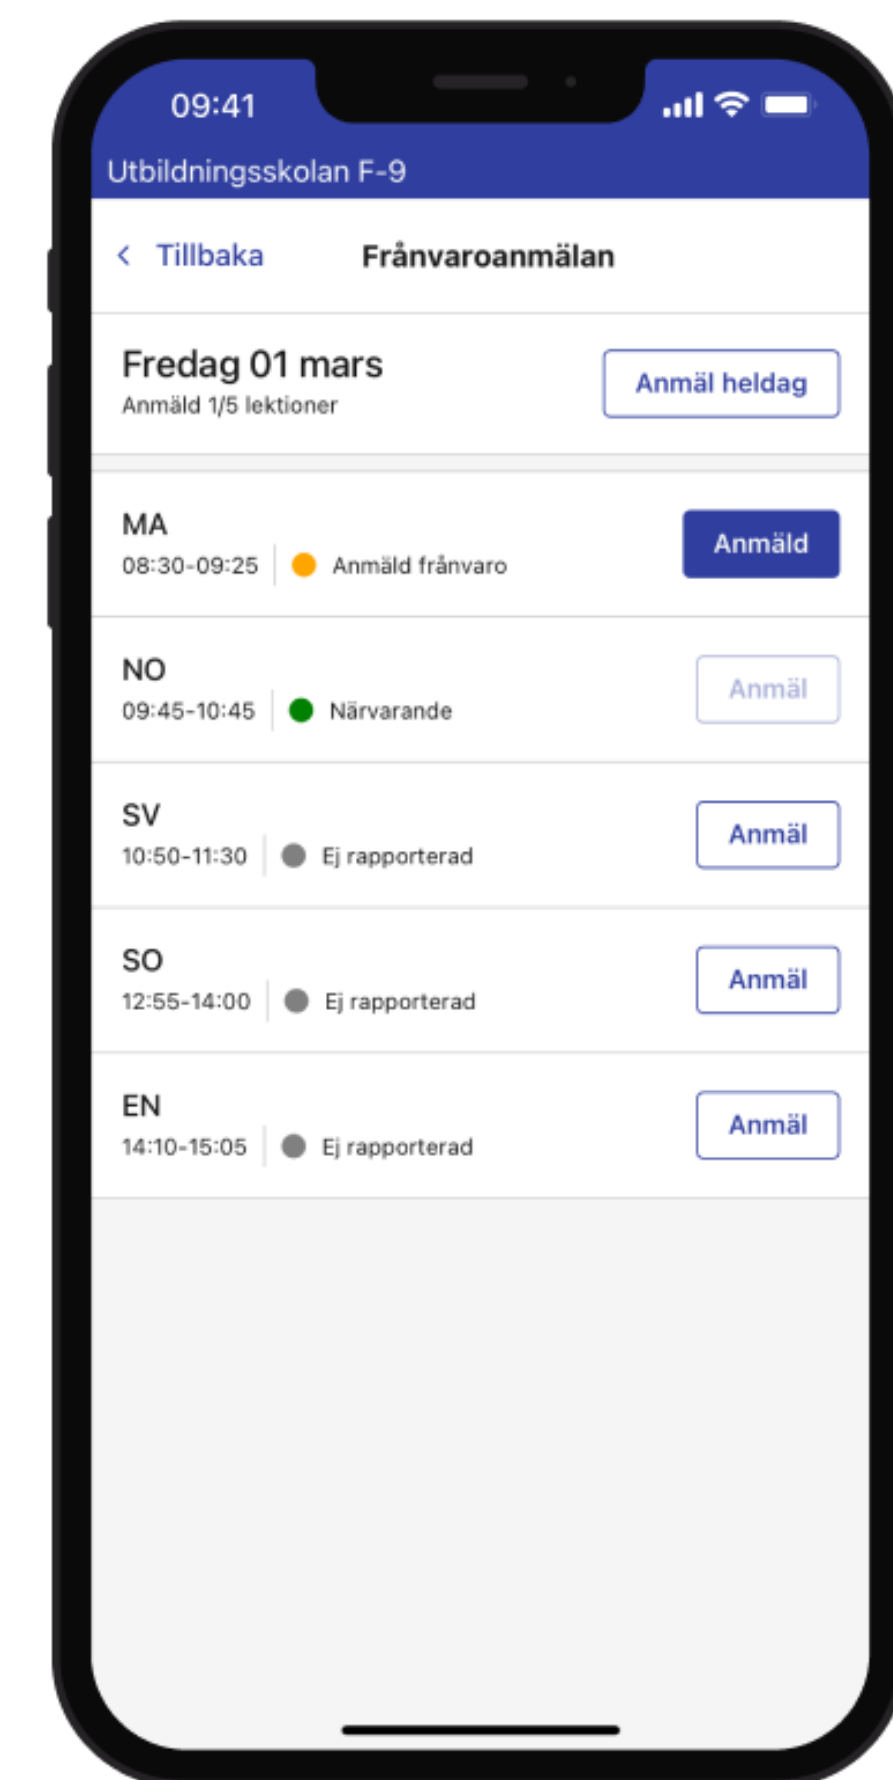 09:41
Utbildningsskolan F-9
< Tillbaka Frånvaroanmälan
Fredag 01 mars
Anmäld 1/5 lektioner
Anmäl heldag
MA
08:30-09:25 Anmäld frånvaro
Anmäld
NO
09:45-10:45 Närvarande
Anmäl
SV
10:50-11:30 Ej rapporterad
Anmäl
SO
12:55-14:00 Ej rapporterad
Anmäl
EN
14:10-15:05 Ej rapporterad
Anmäl